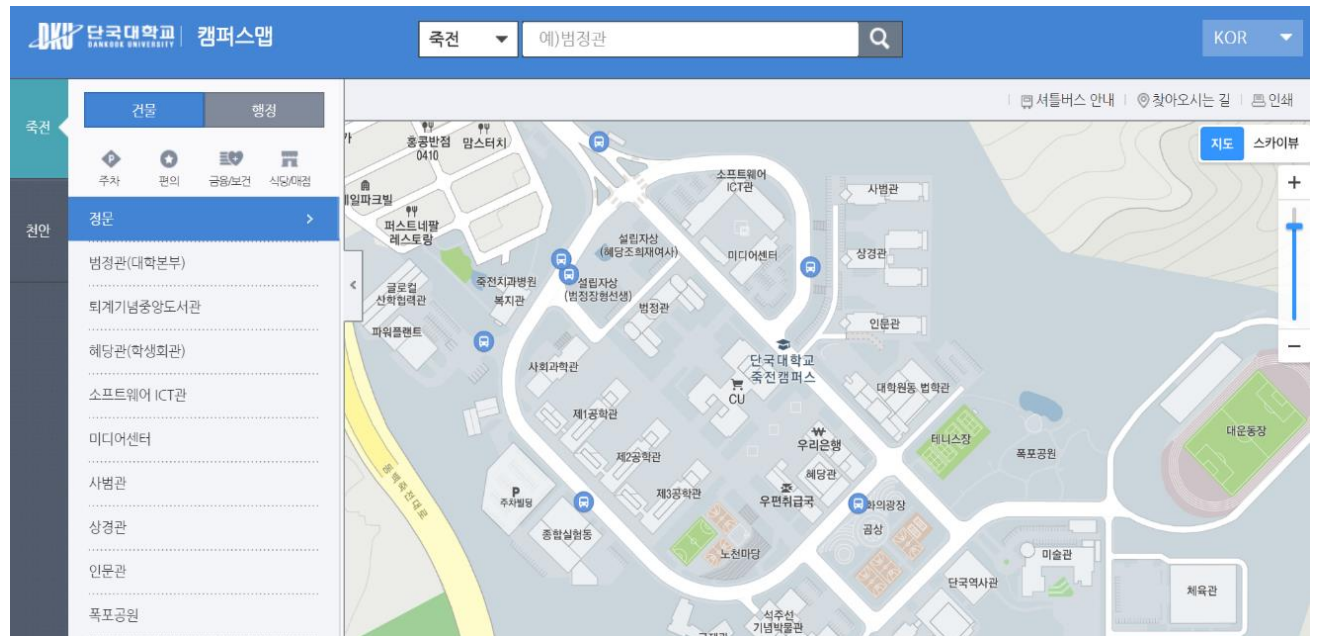 DKU 단국대학교 DANKOOK UNIVERSITY
캠퍼스맵
죽전
예)범정관
KOR
죽전
천안
건물
행정
주차
편의
금융/보건
식당/매점
정문
범정관(대학본부)
퇴계기념중앙도서관
혜당관(학생회관)
소프트웨어 ICT관
미디어센터
사범관
상경관
인문관
폭포공원
셔틀버스 안내
찾아오시는 길
인쇄
지도
스카이뷰
홍콩반점
0410
맘스터치
퍼스트네팔
레스토랑
글로컬
산학협력관
파워플랜트
죽전치과병원
복지관
설립자상
(혜당조희재여사)
설립자상
(범정장형선생)
범정관
소프트웨어
ICT관
미디어센터
사범관
상경관
인문관
단국대학교
죽전캠퍼스
CU
사회과학관
제1공학관
제2공학관
제3공학관
대학원동 법학관
테니스장
폭포공원
대운동장
우리은행
혜당관
우편취급국
화의광장
곰상
P
주차빌딩
종합실험동
노천마당
단국역사관
미술관
체육관
석주선
기념박물관